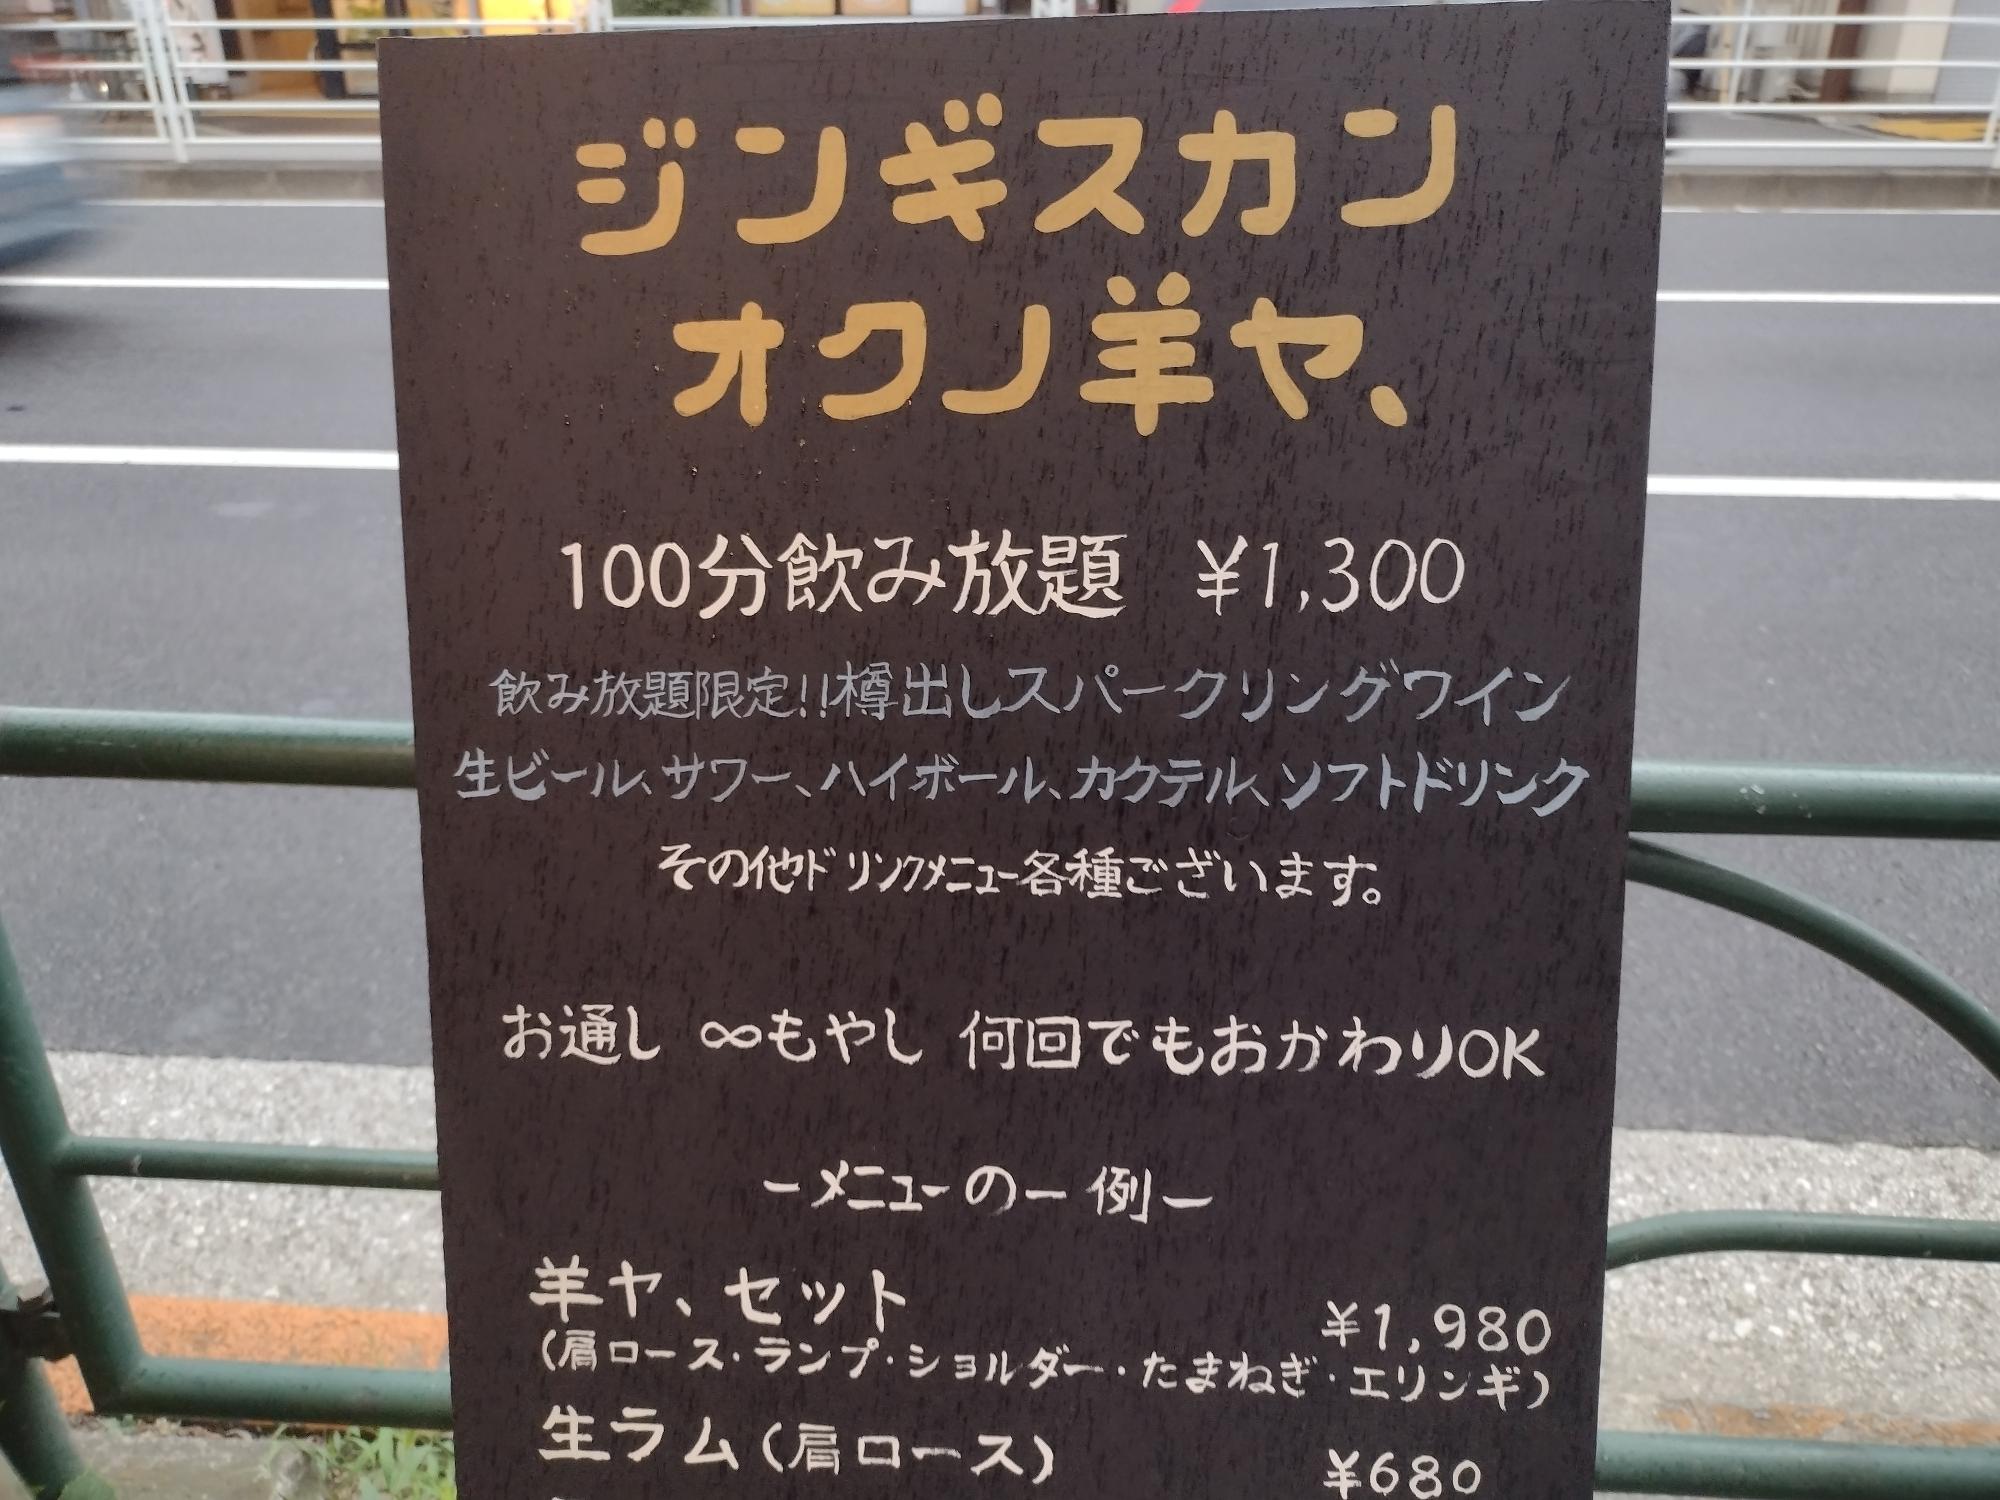 ジンギスカン
オクノ羊ヤ、
100分飲み放題 ¥1,300
飲み放題限定!!樽出しスパークリングワイン
生ビール、サワー、ハイボール、カクテル、ソフトドリンク
その他ドリンクメニュー各種ございます。
お通し ∞もやし 何回でもおかわりOK
ーメニューの一例ー
羊ヤ、セット ¥1,980
(肩ロース・ランプ・ショルダー・たまねぎ・エリンギ)
生ラム(肩ロース) ¥680